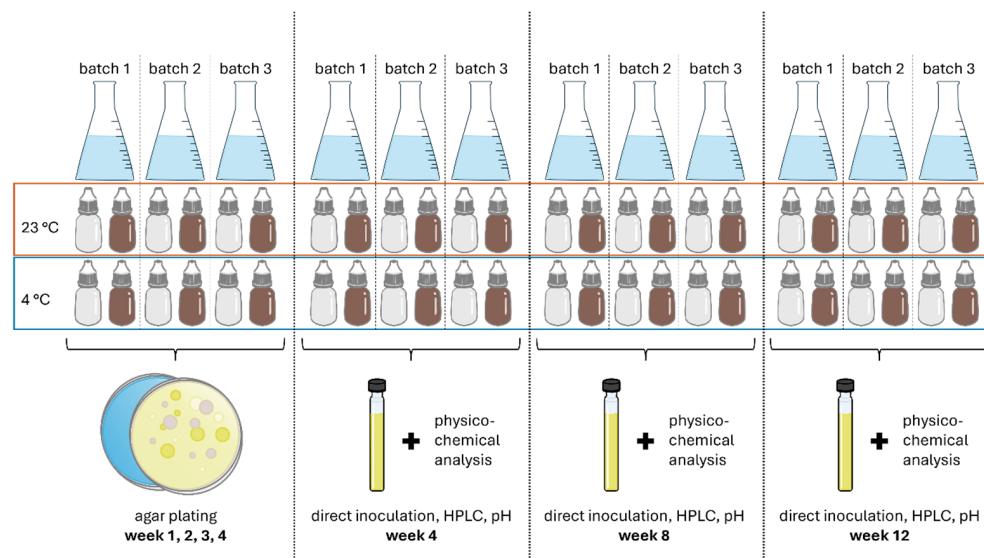 batch 1 batch 2 batch 3 batch 1 batch 2 batch 3 batch 1 batch 2 batch 3 batch 1 batch 2 batch 3
23 ºC
4 ºC
agar plating
week 1, 2, 3, 4
physico-
chemical
analysis
direct inoculation, HPLC, pH
week 4
physico-
chemical
analysis
direct inoculation, HPLC, pH
week 8
physico-
chemical
analysis
direct inoculation, HPLC, pH
week 12